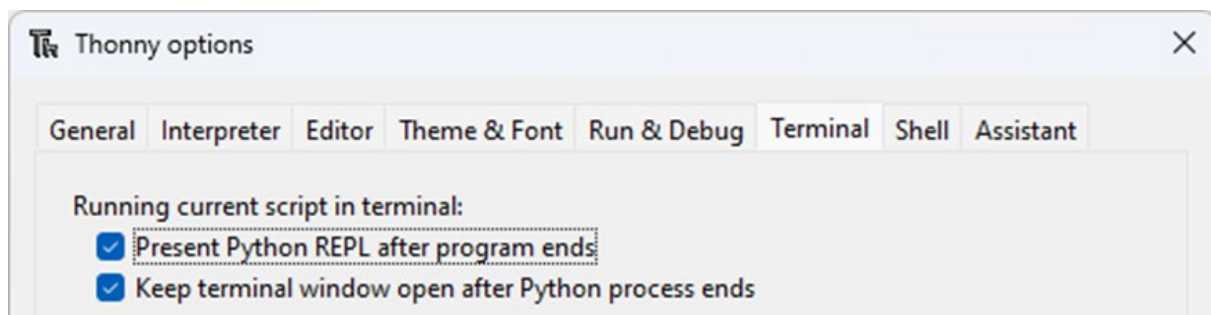 Thonny options
General Interpreter Editor Theme & Font Run & Debug Terminal Shell Assistant
Running current script in terminal:
Present Python REPL after program ends
Keep terminal window open after Python process ends